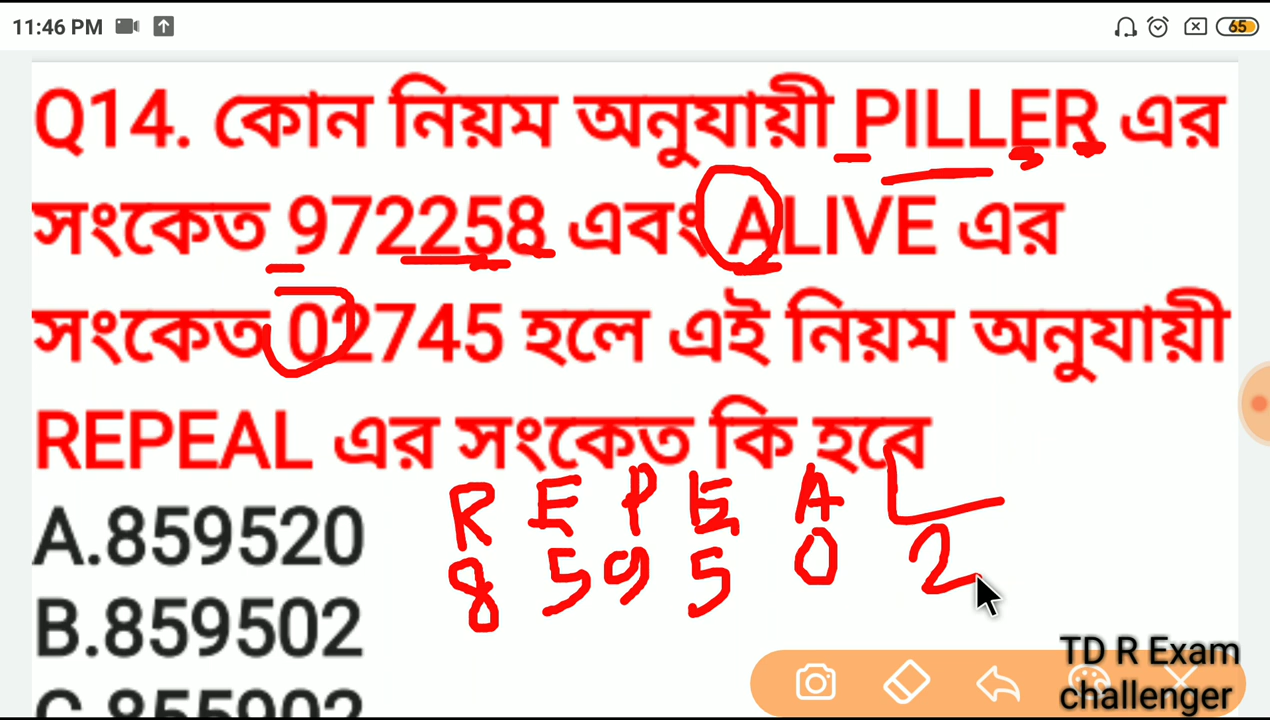 11:46 PM
65
Q14. কোন নিয়ম অনুযায়ী PILLER এর
সংকেত 972258 এবং ALIVE এর
সংকেত 02745 হলে এই নিয়ম অনুযায়ী
REPEAL এর সংকেত কি হবে
R E P E A L
A.859520
8 5 9 5 0 2
B.859502
C.855902
TD R Exam
challenger